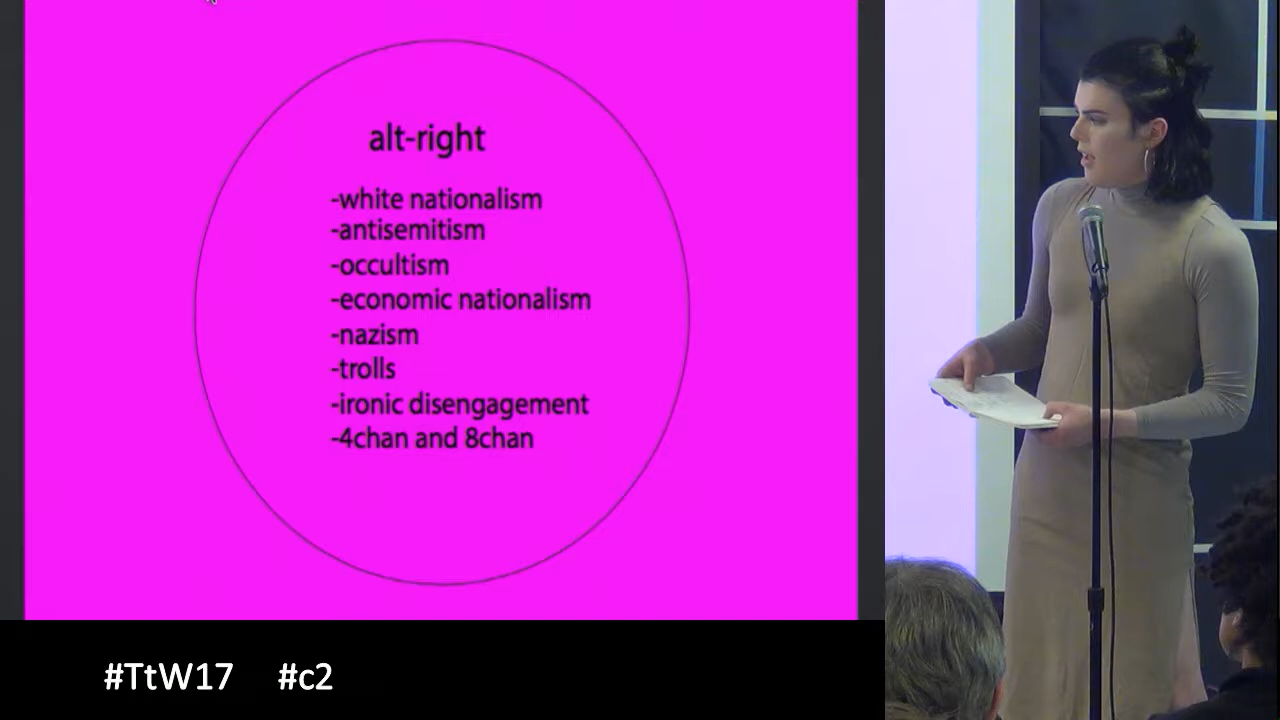 alt-right
-white nationalism
-antisemitism
-occultism
-economic nationalism
-nazism
-trolls
-ironic disengagement
-4chan and 8chan
#TtW17 #c2